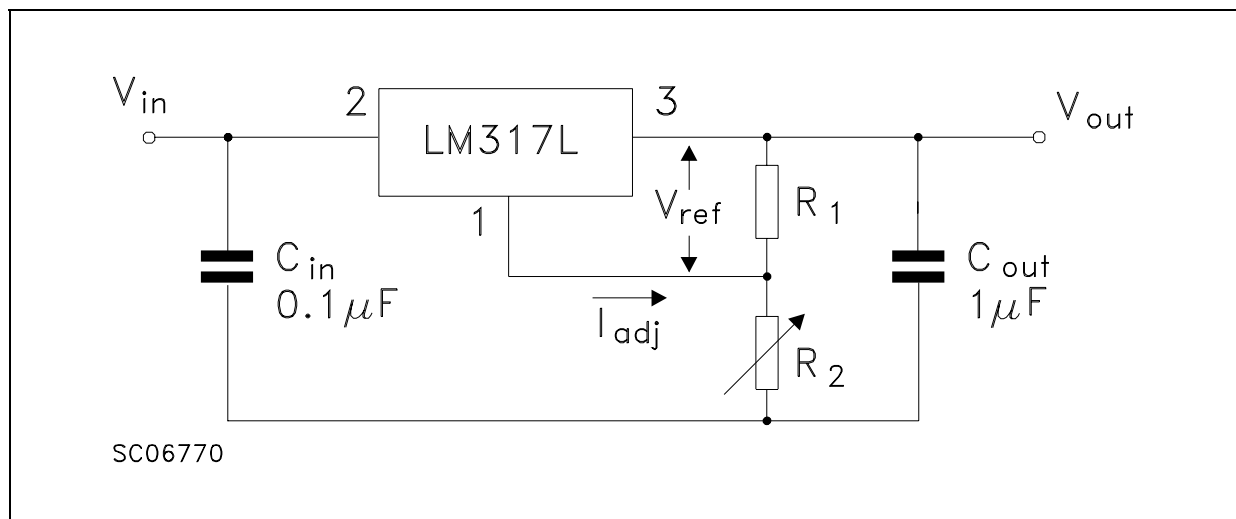 Vin
2
LM317L
3
Vout
1
Vref
R1
Cin
0.1μF
Iadj
Cout
1μF
R2
SC06770